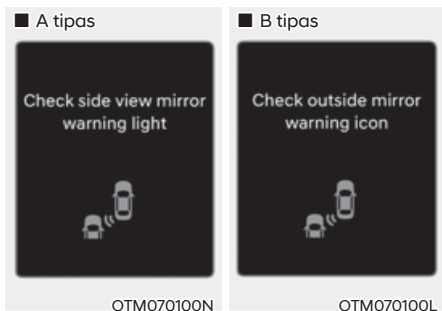 ■ A tipas
Check side view mirror
warning light
OTM070100N
■ B tipas
Check outside mirror
warning icon
OTM070100L